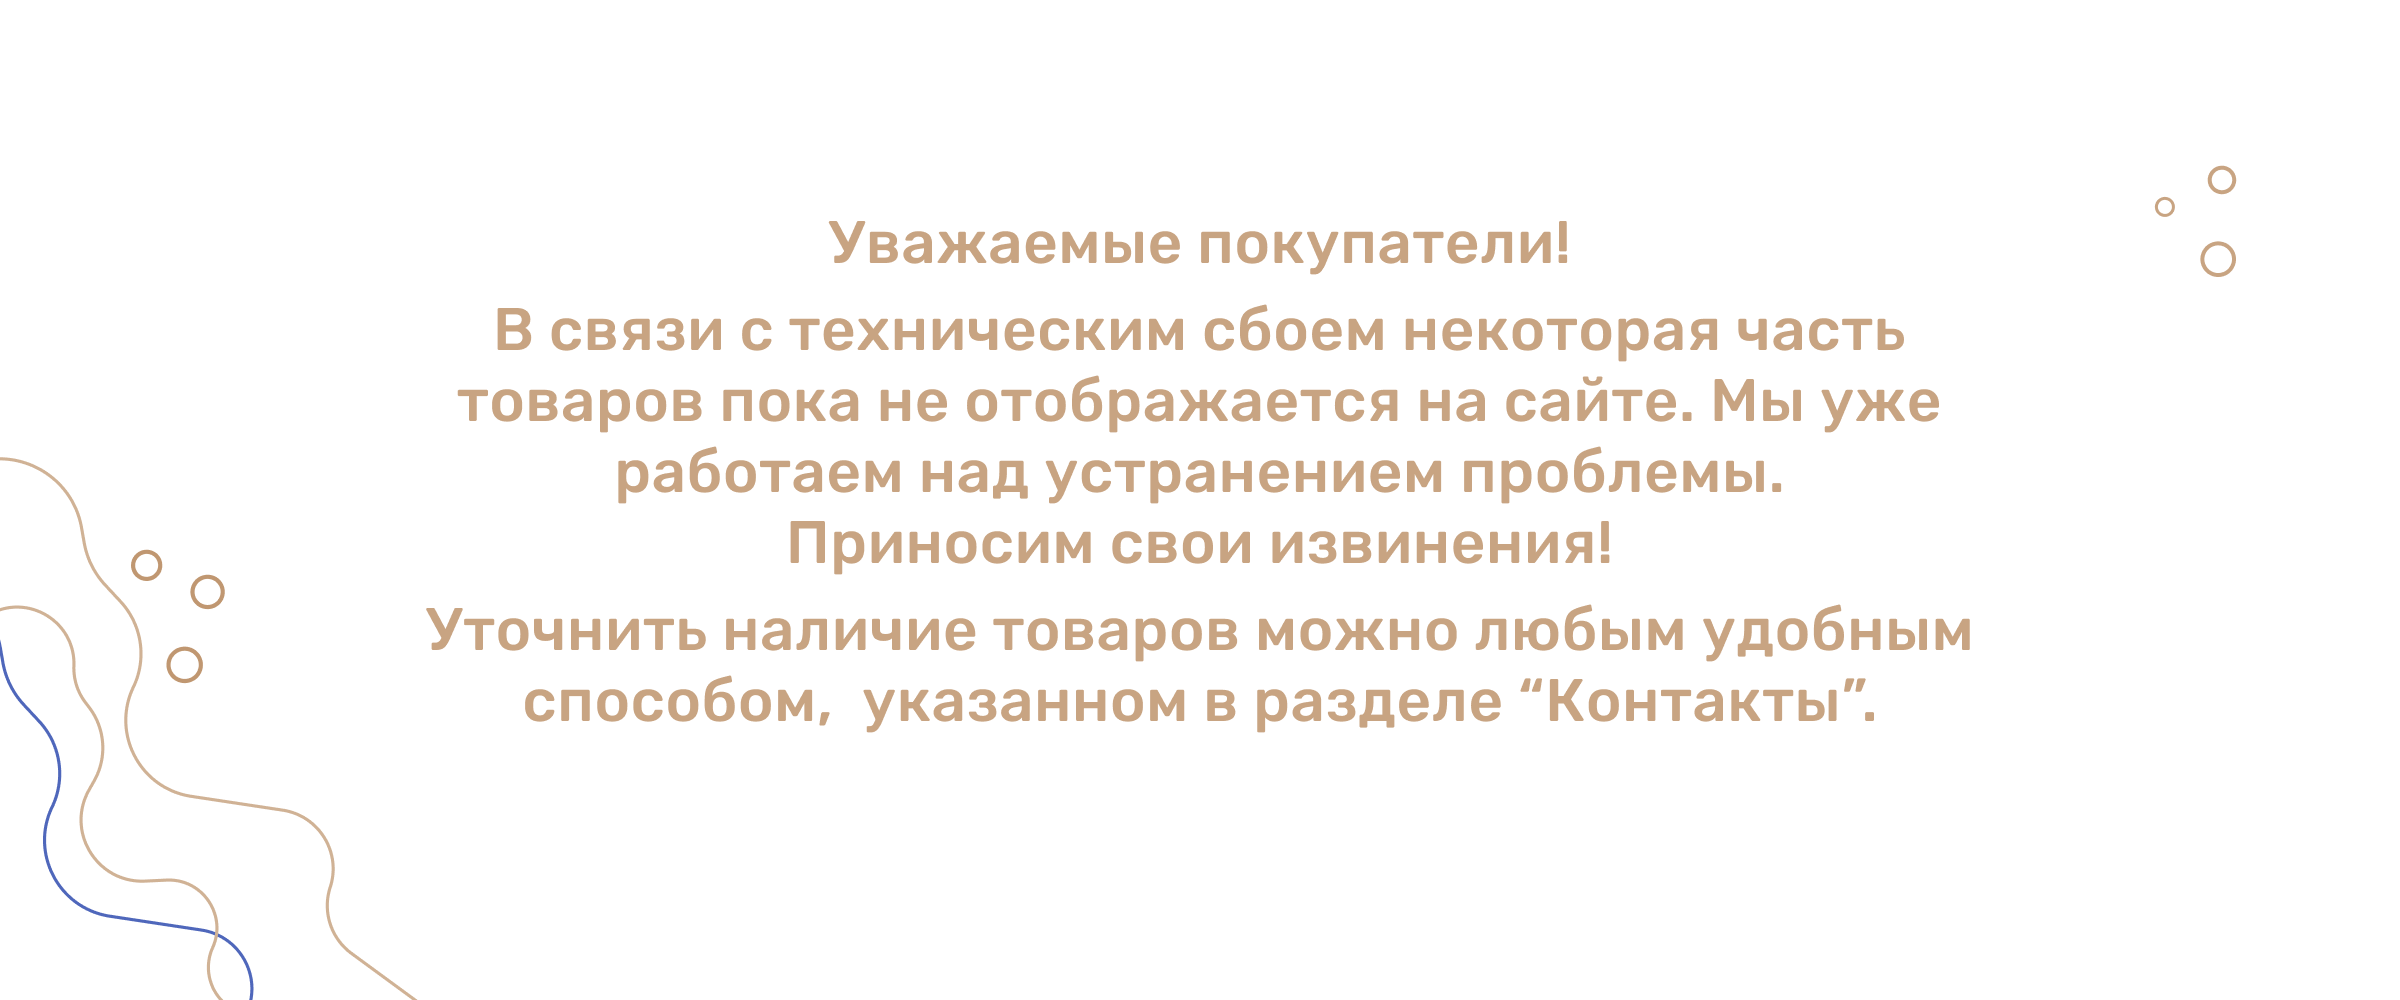 Уважаемые покупатели!
В связи с техническим сбоем некоторая часть
товаров пока не отображается на сайте. Мы уже
работаем над устранением проблемы.
Приносим свои извинения!
Уточнить наличие товаров можно любым удобным
способом,  указанном в разделе “Контакты”.